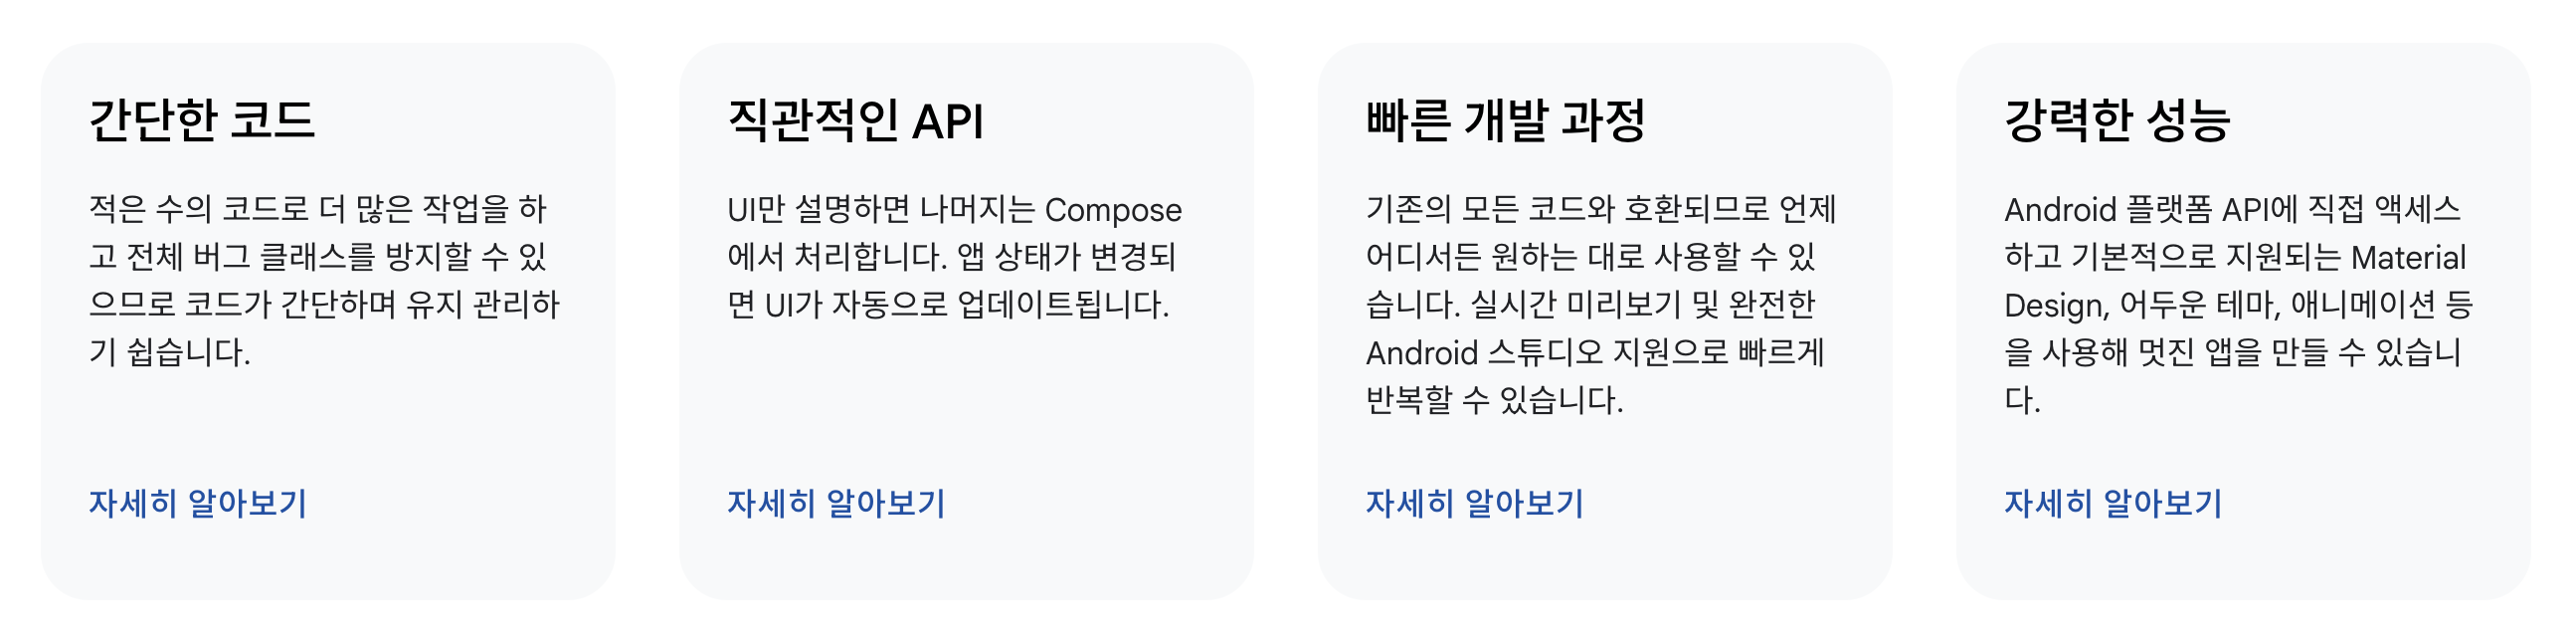 간단한 코드
적은 수의 코드로 더 많은 작업을 하
고 전체 버그 클래스를 방지할 수 있
으므로 코드가 간단하며 유지 관리하
기 쉽습니다.
자세히 알아보기
직관적인 API
UI만 설명하면 나머지는 Compose
에서 처리합니다. 앱 상태가 변경되
면 UI가 자동으로 업데이트됩니다.
자세히 알아보기
빠른 개발 과정
기존의 모든 코드와 호환되므로 언제
어디서든 원하는 대로 사용할 수 있
습니다. 실시간 미리보기 및 완전한
Android 스튜디오 지원으로 빠르게
반복할 수 있습니다.
자세히 알아보기
강력한 성능
Android 플랫폼 API에 직접 액세스
하고 기본적으로 지원되는 Material
Design, 어두운 테마, 애니메이션 등
을 사용해 멋진 앱을 만들 수 있습니
다.
자세히 알아보기